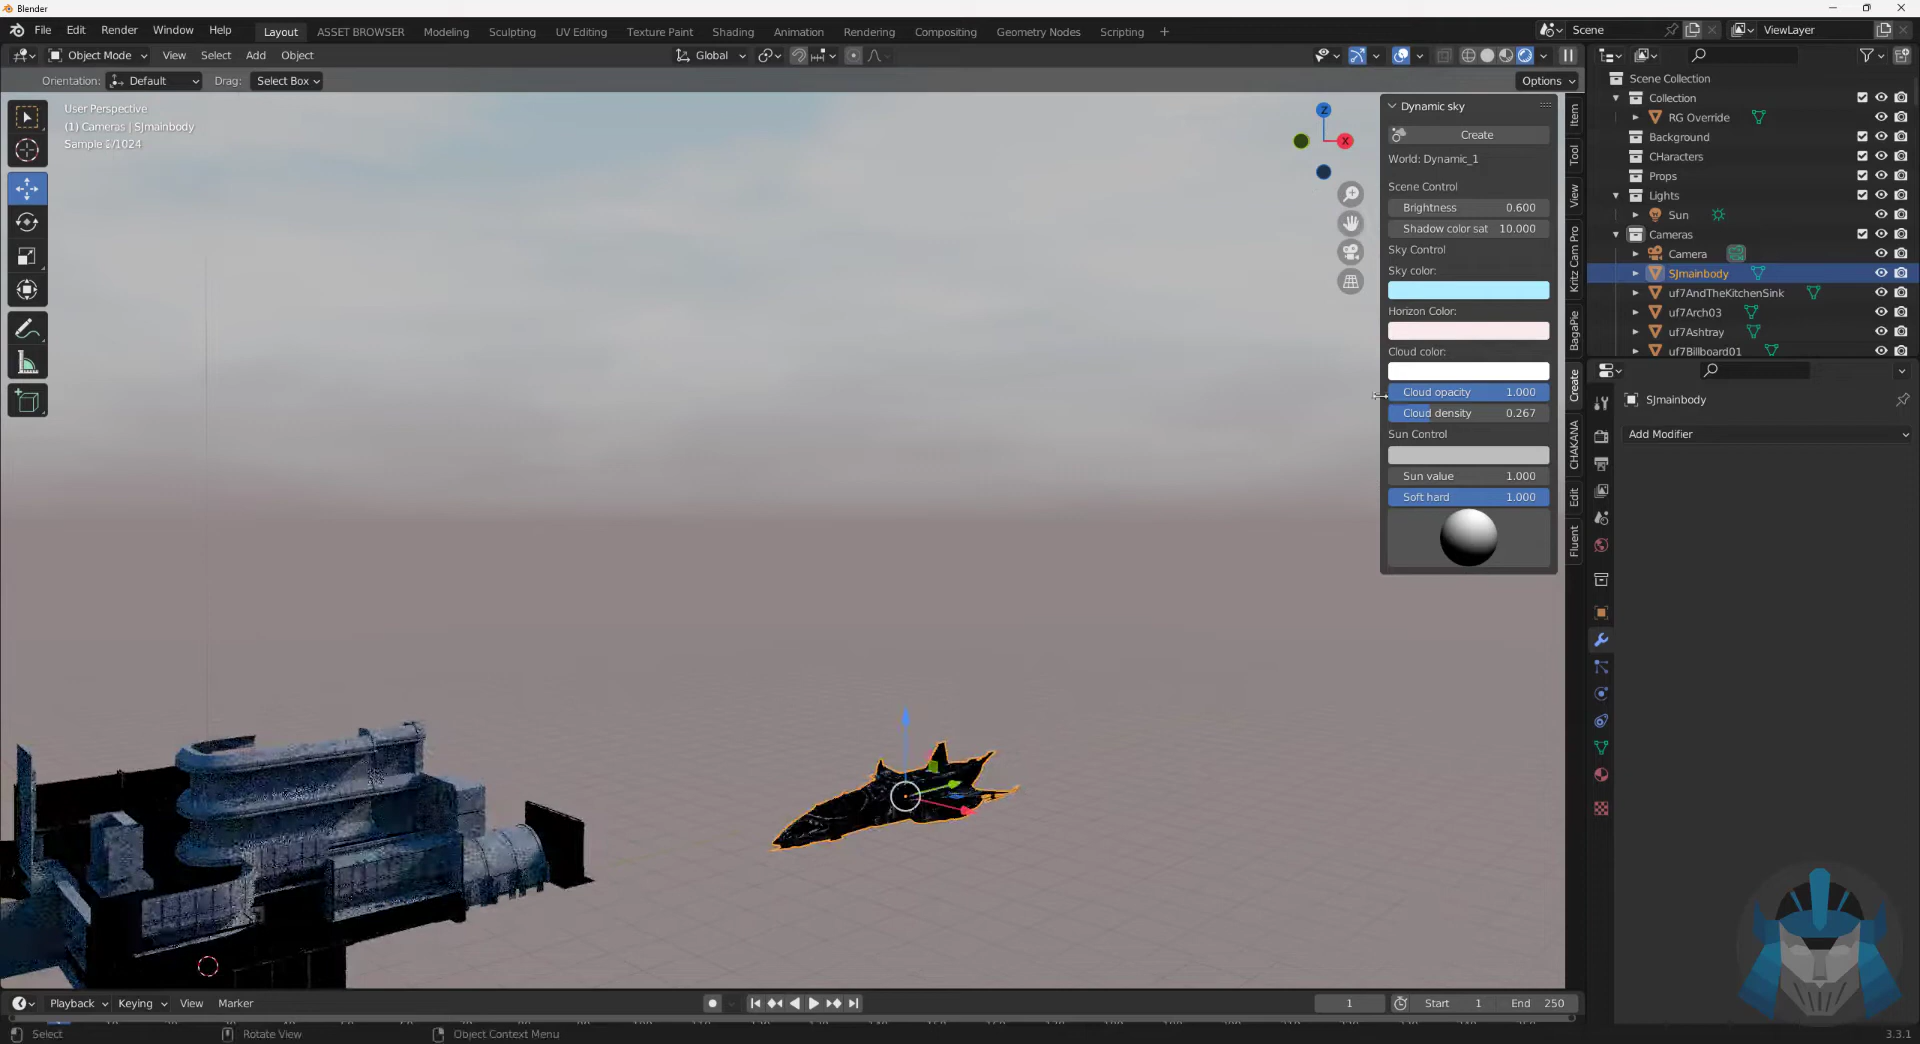 Blender
File Edit Render Window Help Layout ASSET BROWSER Modeling Sculpting UV Editing Texture Paint Shading Animation Rendering Compositing Geometry Nodes Scripting + Scene ViewLayer
Object Mode View Select Add Object Global
Orientation: Default Drag: Select Box Options
User Perspective
(1) Cameras | SJmainbody
Z
X
Dynamic sky
Create
World: Dynamic_1
Scene Control
Brightness 0.600
Shadow color sat 10.000
Sky Control
Sky color:
Horizon Color:
Cloud color:
Cloud opacity 1.000
Cloud density 0.267
Sun Control
Sun value 1.000
Soft hard 1.000
Item
Tool
View
Kritz Cam Pro
BagaPie
Create
CHAKANA
Edit
Fluent
Scene Collection
Collection
RG Override
Background
CHaracters
Props
Lights
Sun
Cameras
Camera
SJmainbody
uf7AndTheKitchenSink
uf7Arch03
uf7Ashtray
uf7Billboard01
SJmainbody
Add Modifier
Playback Keying View Marker 1 Start 1 End 250
Select Rotate View Object Context Menu 3.3.1